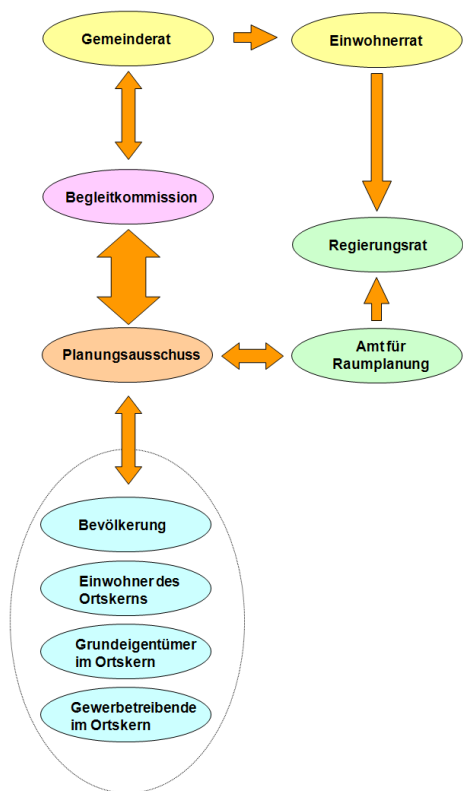 Gemeinderat
Einwohnerrat
Begleitkommission
Regierungsrat
Planungsausschuss
Amt für
Raumplanung
Bevölkerung
Einwohner des
Ortskerns
Grundeigentümer
im Ortskern
Gewerbetreibende
im Ortskern